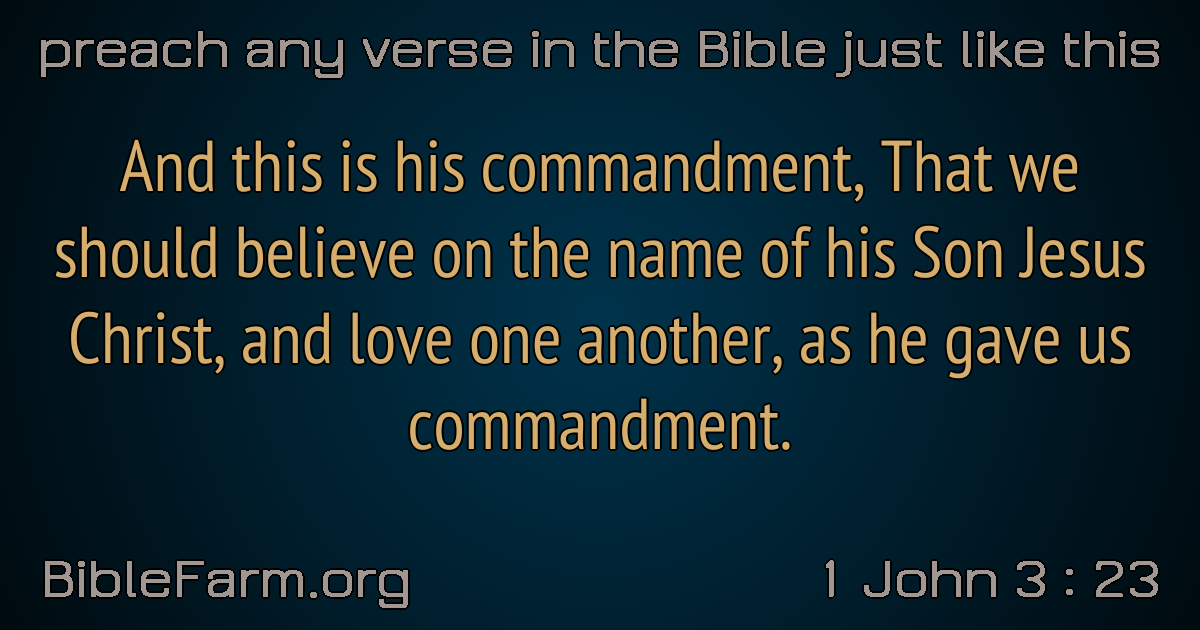 preach any verse in the Bible just like this
And this is his commandment, That we
should believe on the name of his Son Jesus
Christ, and love one another, as he gave us
commandment.
BibleFarm.org
1 John 3 : 23